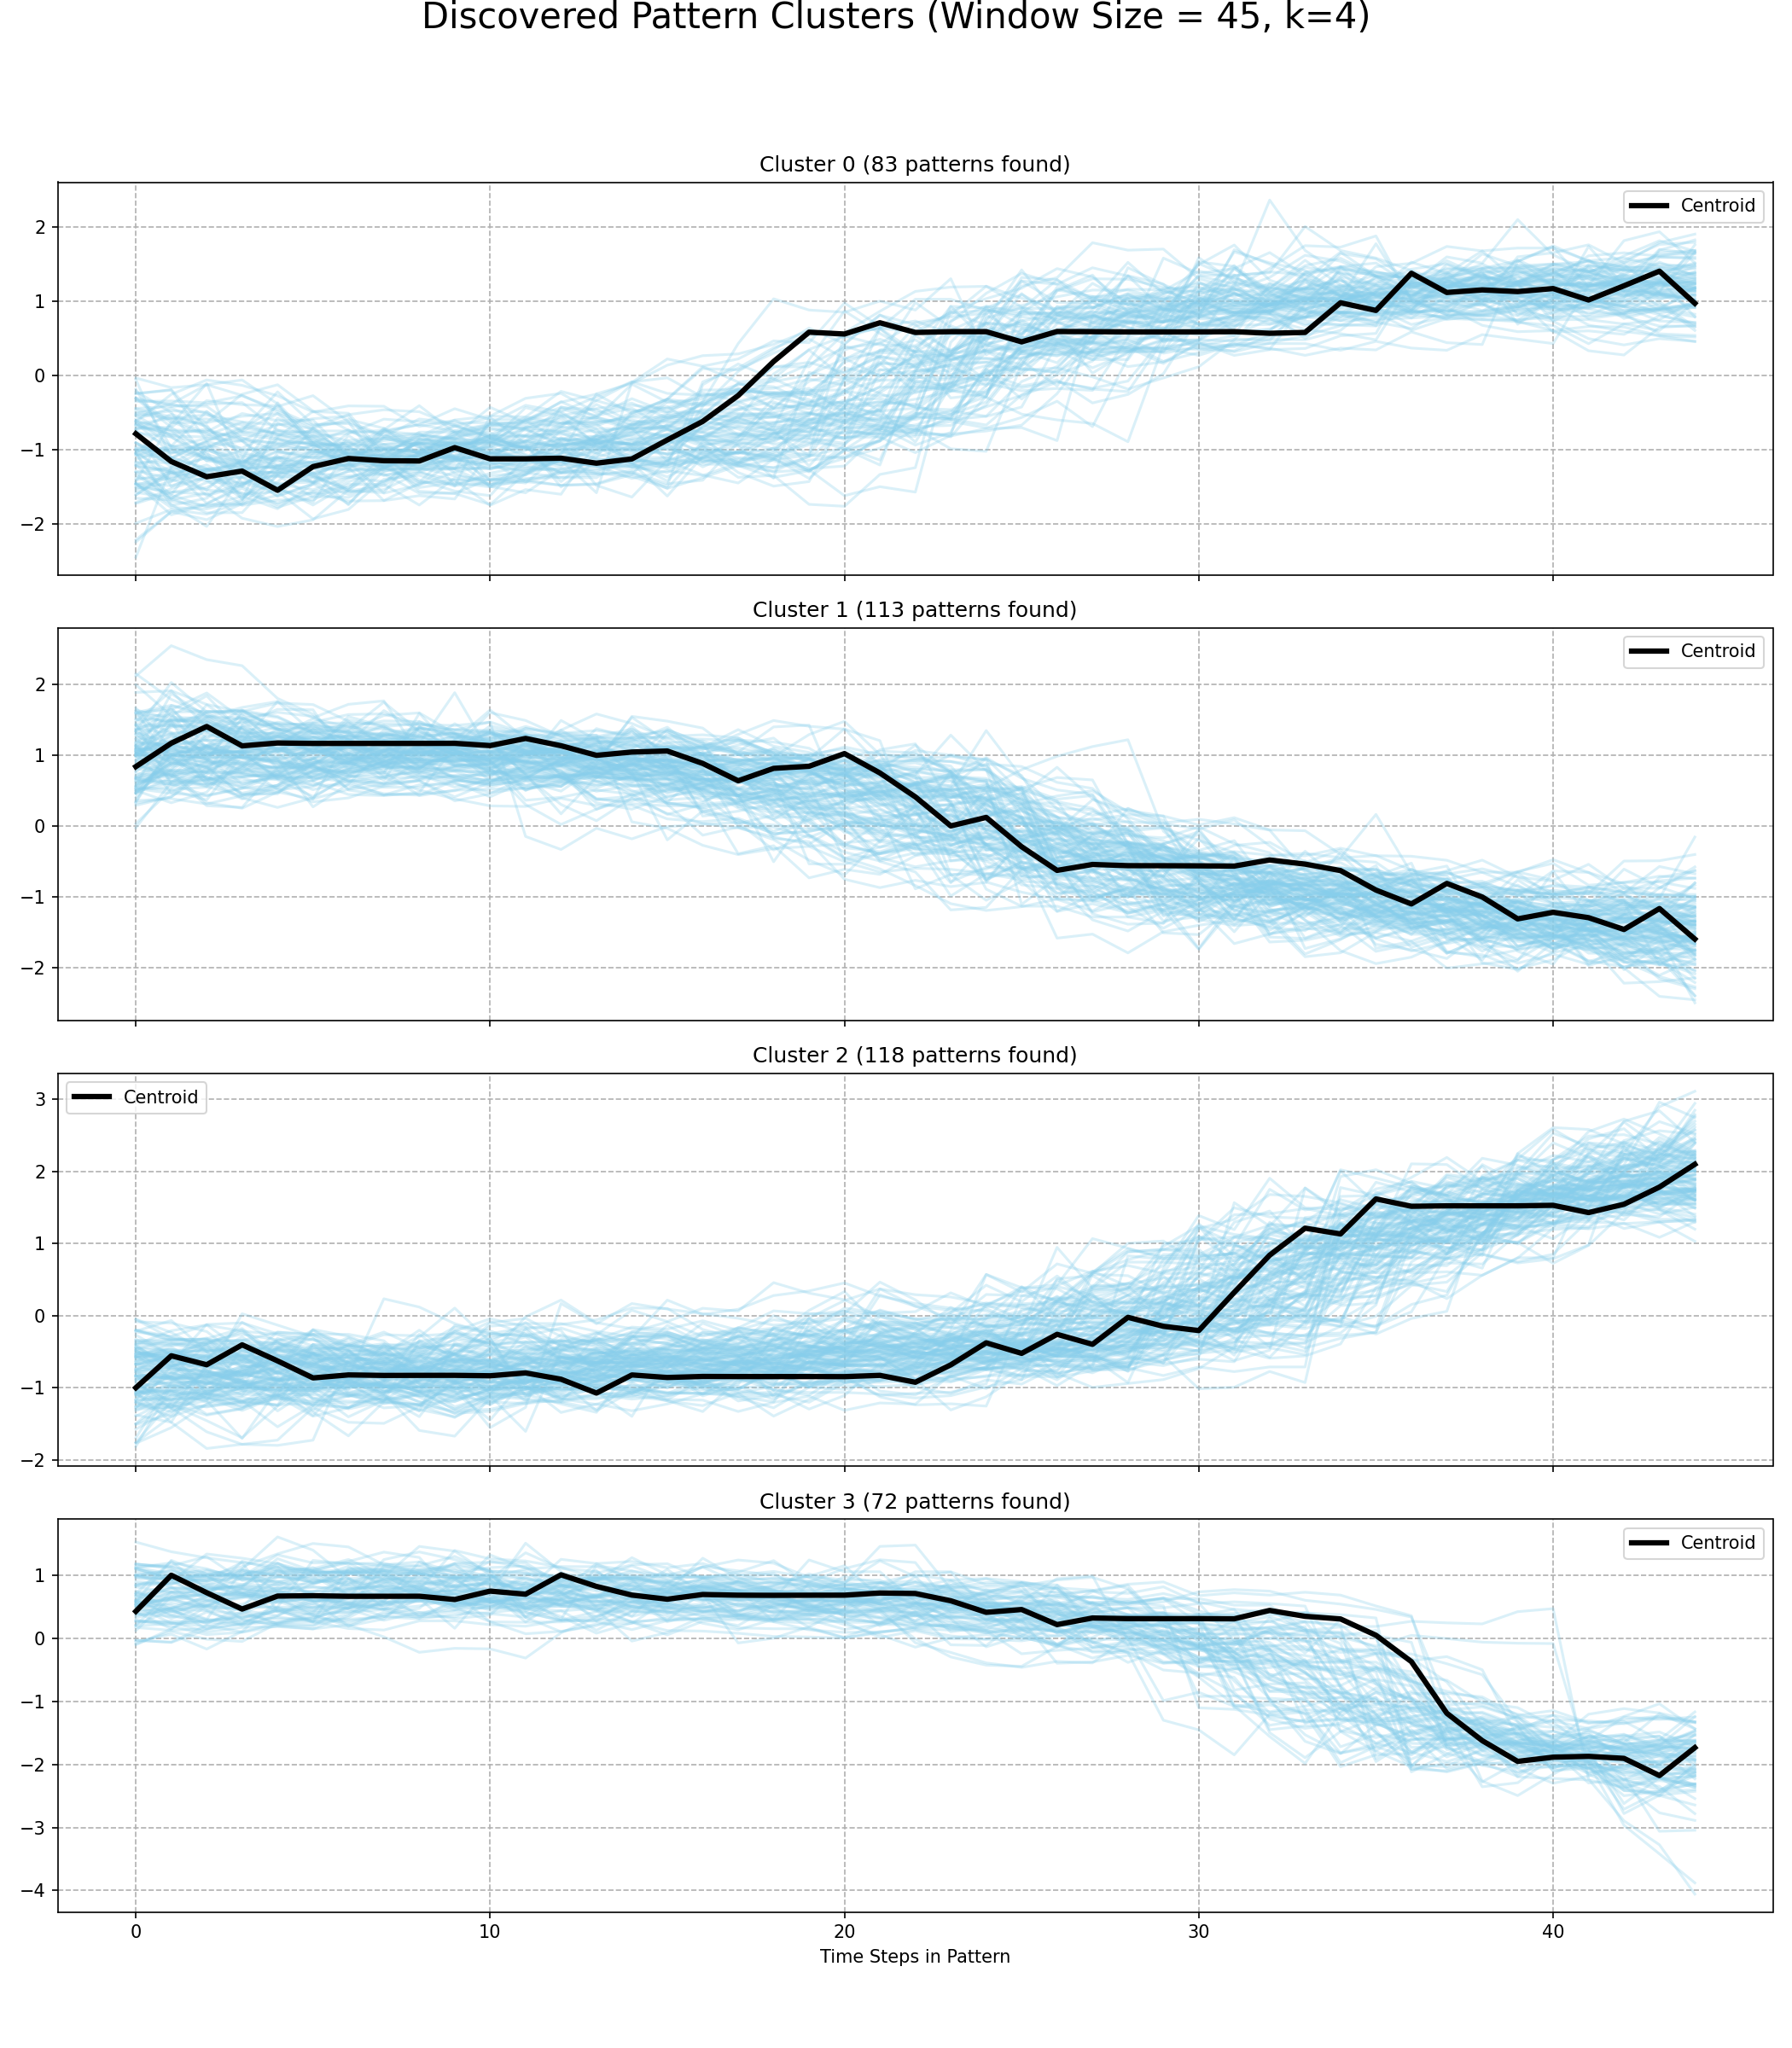 Discovered Pattern Clusters (Window Size = 45, k=4)
Cluster 0 (83 patterns found)
Centroid
2
1
0
−1
−2
Cluster 1 (113 patterns found)
Centroid
2
1
0
−1
−2
Cluster 2 (118 patterns found)
Centroid
3
2
1
0
−1
−2
Cluster 3 (72 patterns found)
Centroid
1
0
−1
−2
−3
−4
0 10 20 30 40
Time Steps in Pattern